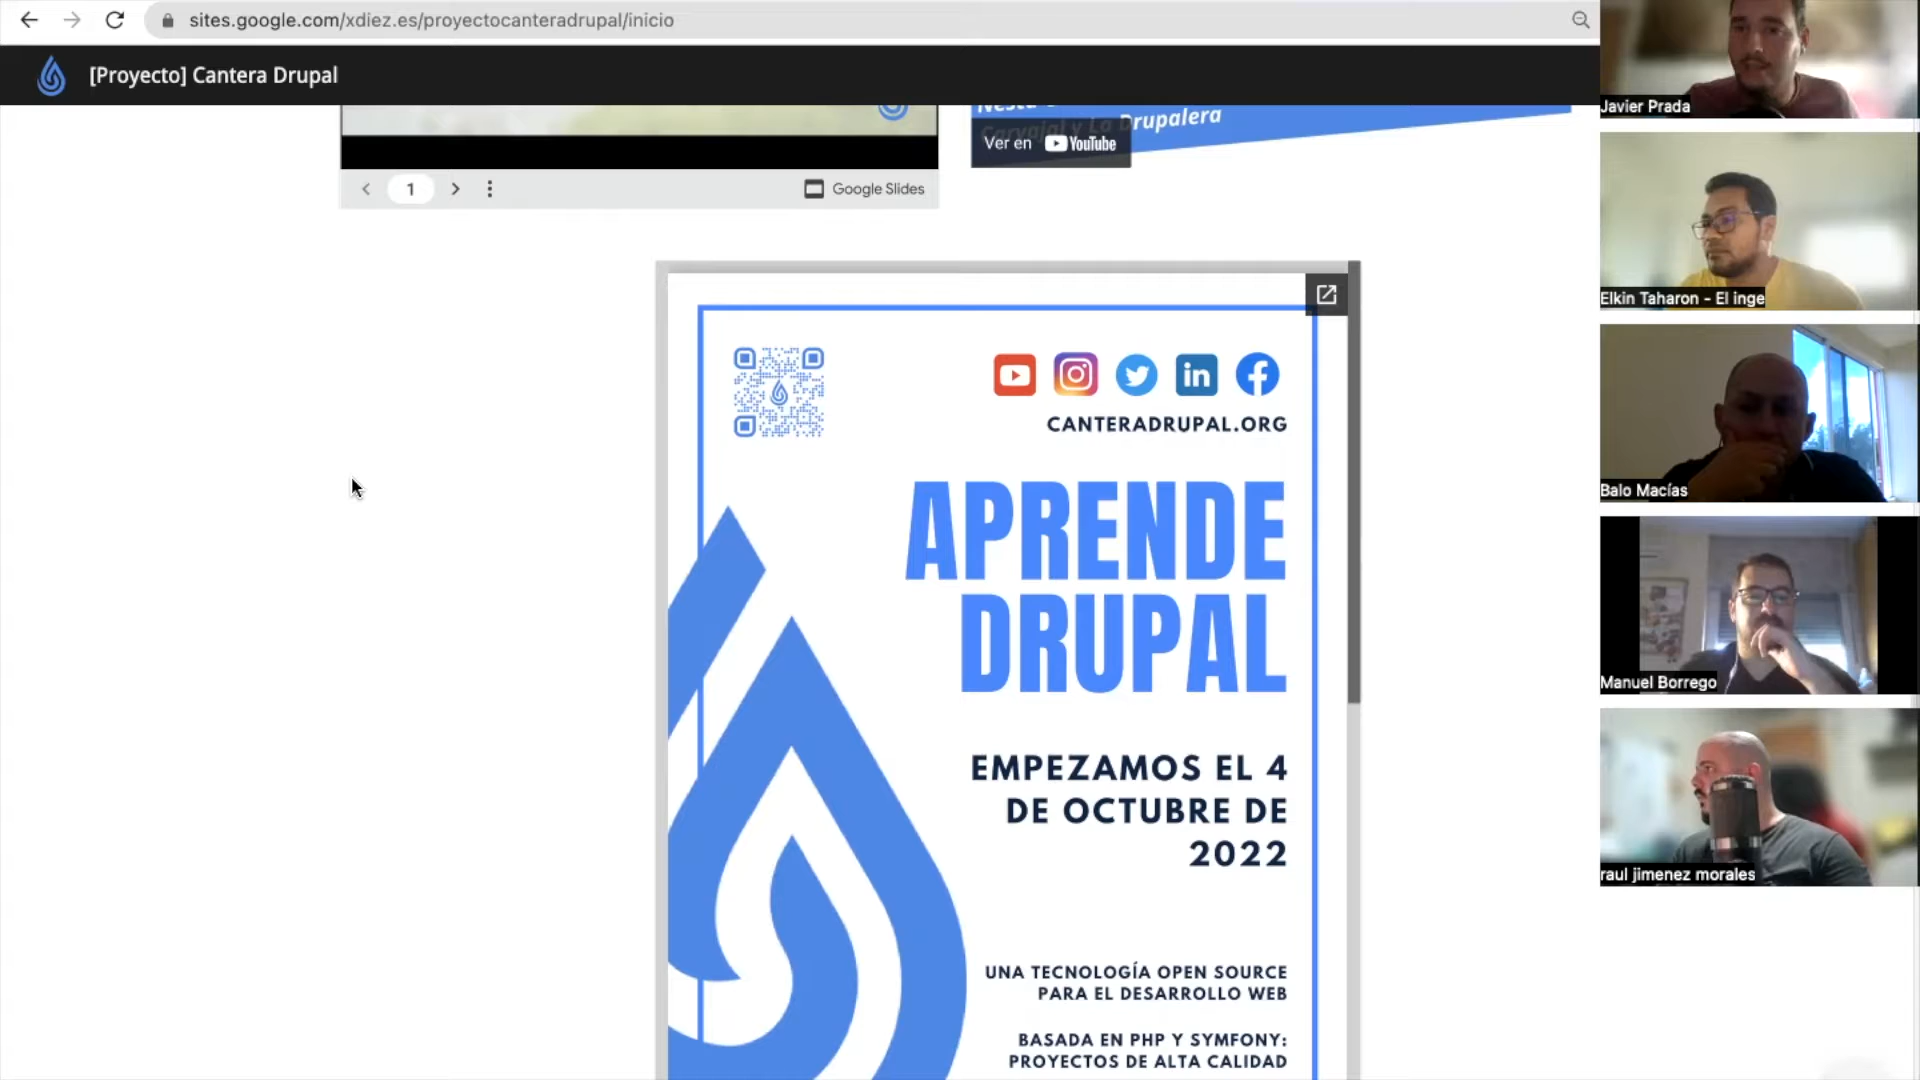 sites.google.com/xdiez.es/proyectocanteradrupal/inicio
[Proyecto] Cantera Drupal
Carvajal y La Drupalera
Ver en YouTube
1
Google Slides
CANTERADRUPAL.ORG
APRENDE
DRUPAL
EMPEZAMOS EL 4
DE OCTUBRE DE
2022
UNA TECNOLOGÍA OPEN SOURCE
PARA EL DESARROLLO WEB
BASADA EN PHP Y SYMFONY:
PROYECTOS DE ALTA CALIDAD
Javier Prada
Elkin Taharon - El inge
Balo Macías
Manuel Borrego
raul jimenez morales